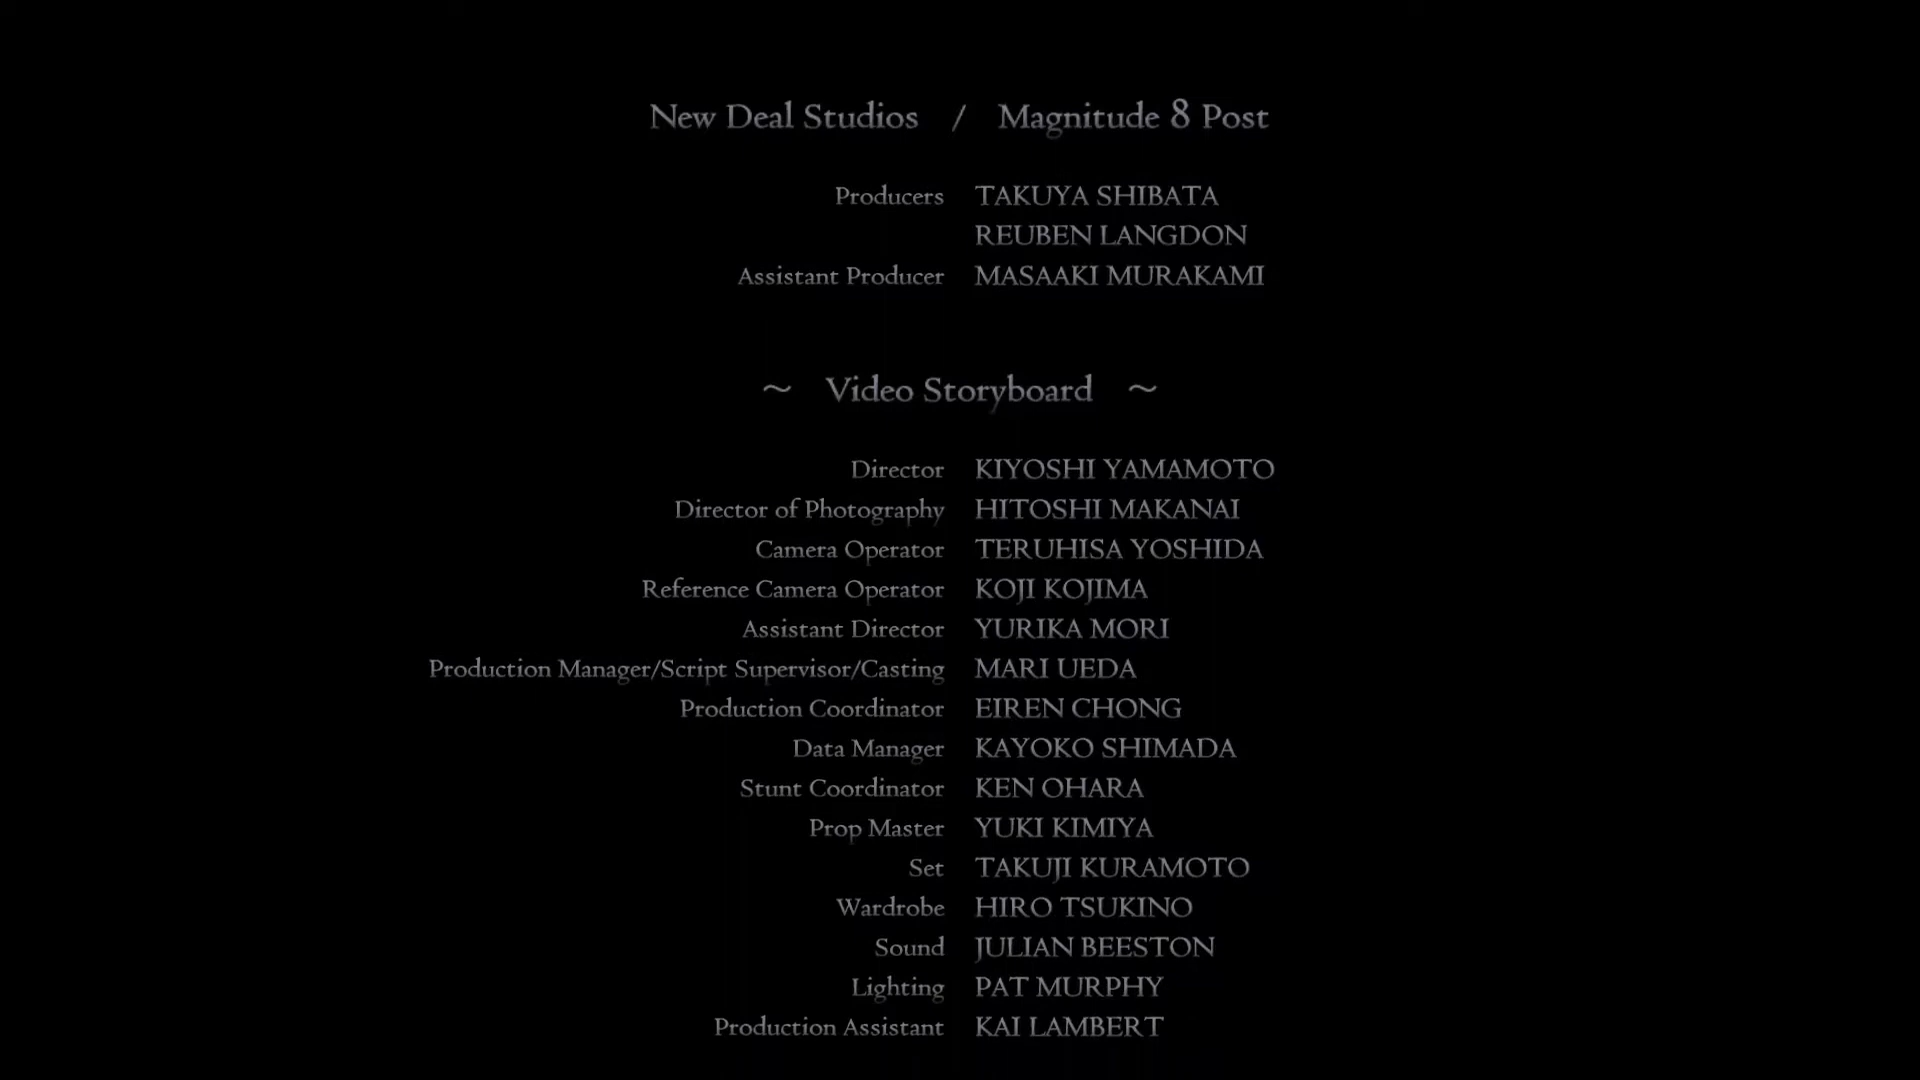 New Deal Studios / Magnitude 8 Post
Producers TAKUYA SHIBATA
REUBEN LANGDON
Assistant Producer MASAAKI MURAKAMI
~ Video Storyboard ~
Director KIYOSHI YAMAMOTO
Director of Photography HITOSHI MAKANAI
Camera Operator TERUHISA YOSHIDA
Reference Camera Operator KOJI KOJIMA
Assistant Director YURIKA MORI
Production Manager/Script Supervisor/Casting MARI UEDA
Production Coordinator EIREN CHONG
Data Manager KAYOKO SHIMADA
Stunt Coordinator KEN OHARA
Prop Master YUKI KIMIYA
Set TAKUJI KURAMOTO
Wardrobe HIRO TSUKINO
Sound JULIAN BEESTON
Lighting PAT MURPHY
Production Assistant KAI LAMBERT